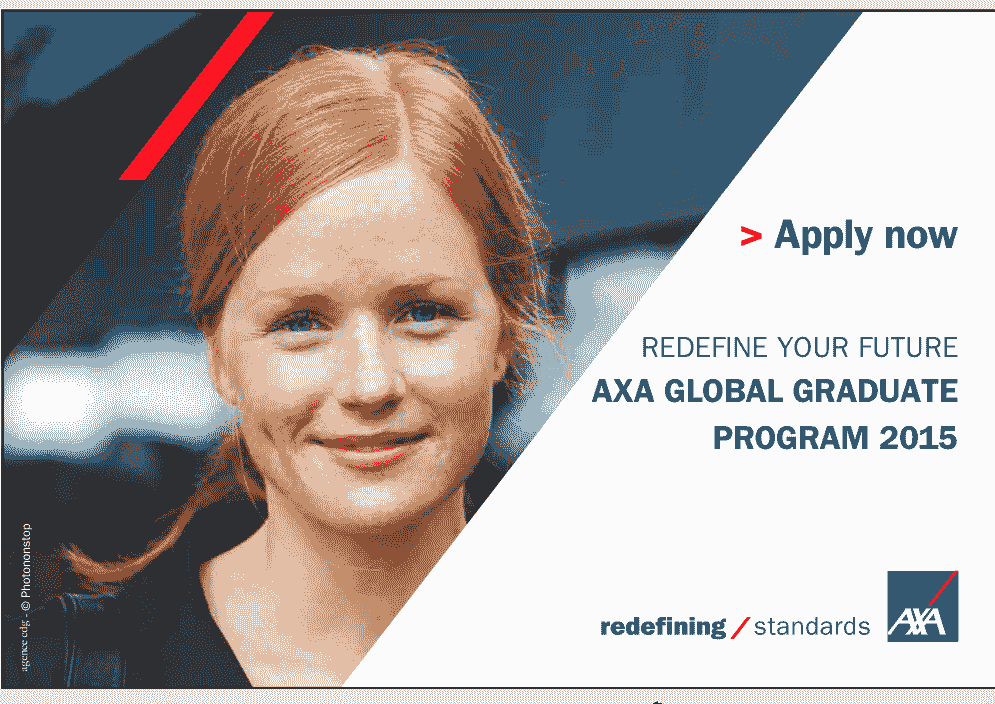 > Apply now
REDEFINE YOUR FUTURE
AXA GLOBAL GRADUATE
PROGRAM 2015
redefining / standards
AXA
agence cdg - © Photononstop